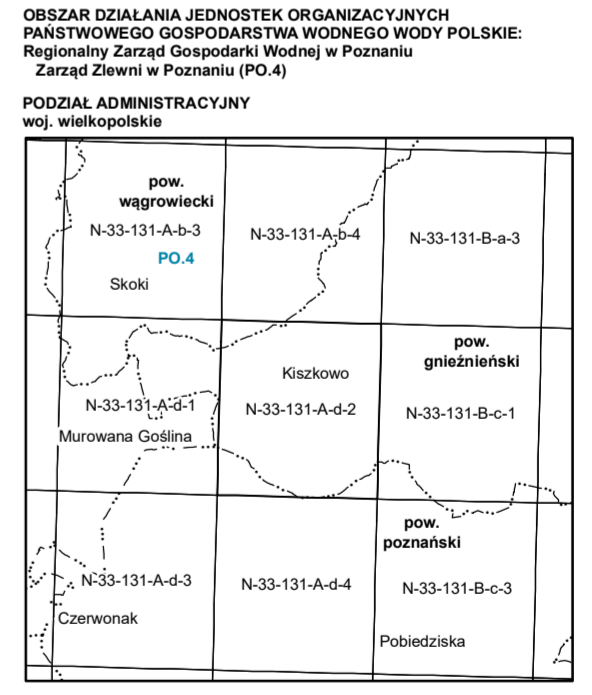 OBSZAR DZIAŁANIA JEDNOSTEK ORGANIZACYJNYCH
PAŃSTWOWEGO GOSPODARSTWA WODNEGO WODY POLSKIE:
Regionalny Zarząd Gospodarki Wodnej w Poznaniu
Zarząd Zlewni w Poznaniu (PO.4)
PODZIAŁ ADMINISTRACYJNY
woj. wielkopolskie
pow.
wągrowiecki
N-33-131-A-b-3
N-33-131-A-b-4
N-33-131-B-a-3
PO.4
Skoki
pow.
gnieźnieński
Kiszkowo
N-33-131-A-d-1
N-33-131-A-d-2
N-33-131-B-c-1
Murowana Goślina
pow.
poznański
N-33-131-A-d-3
N-33-131-A-d-4
N-33-131-B-c-3
Czerwonak
Pobiedziska